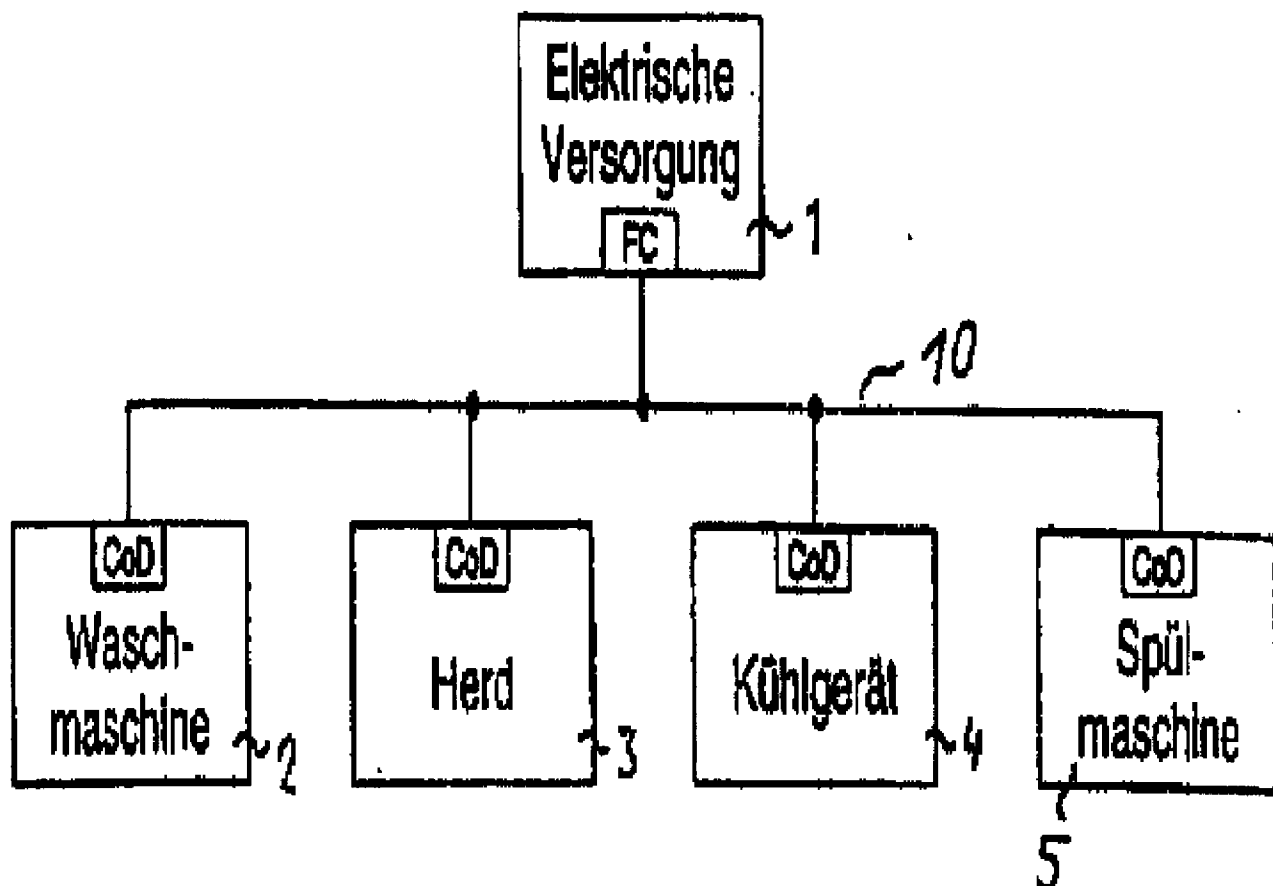 Elektrische
Versorgung
FC
1
10
CoD
CoD
CoD
CoD
Wasch-
maschine
2
Herd
3
Kühlgerät
4
Spül-
maschine
5